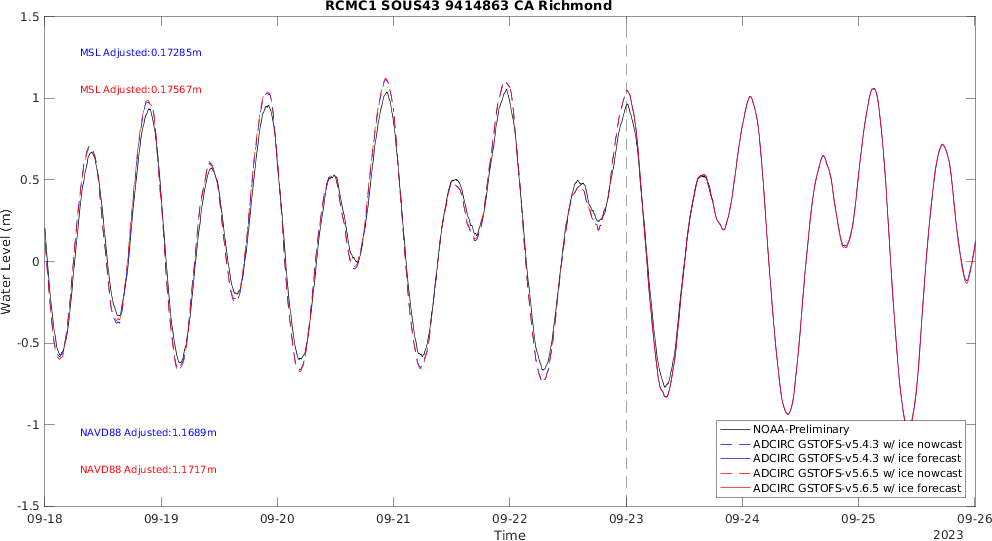 RCMC1 SOUS43 9414863 CA Richmond
1.5
MSL Adjusted:0.17285m
MSL Adjusted:0.17567m
1
0.5
0
-0.5
-1
-1.5
Water Level (m)
NAVD88 Adjusted:1.1689m
NAVD88 Adjusted:1.1717m
NOAA-Preliminary
ADCIRC GSTOFS-v5.4.3 w/ ice nowcast
ADCIRC GSTOFS-v5.4.3 w/ ice forecast
ADCIRC GSTOFS-v5.6.5 w/ ice nowcast
ADCIRC GSTOFS-v5.6.5 w/ ice forecast
09-18 09-19 09-20 09-21 09-22 09-23 09-24 09-25 09-26
Time
2023